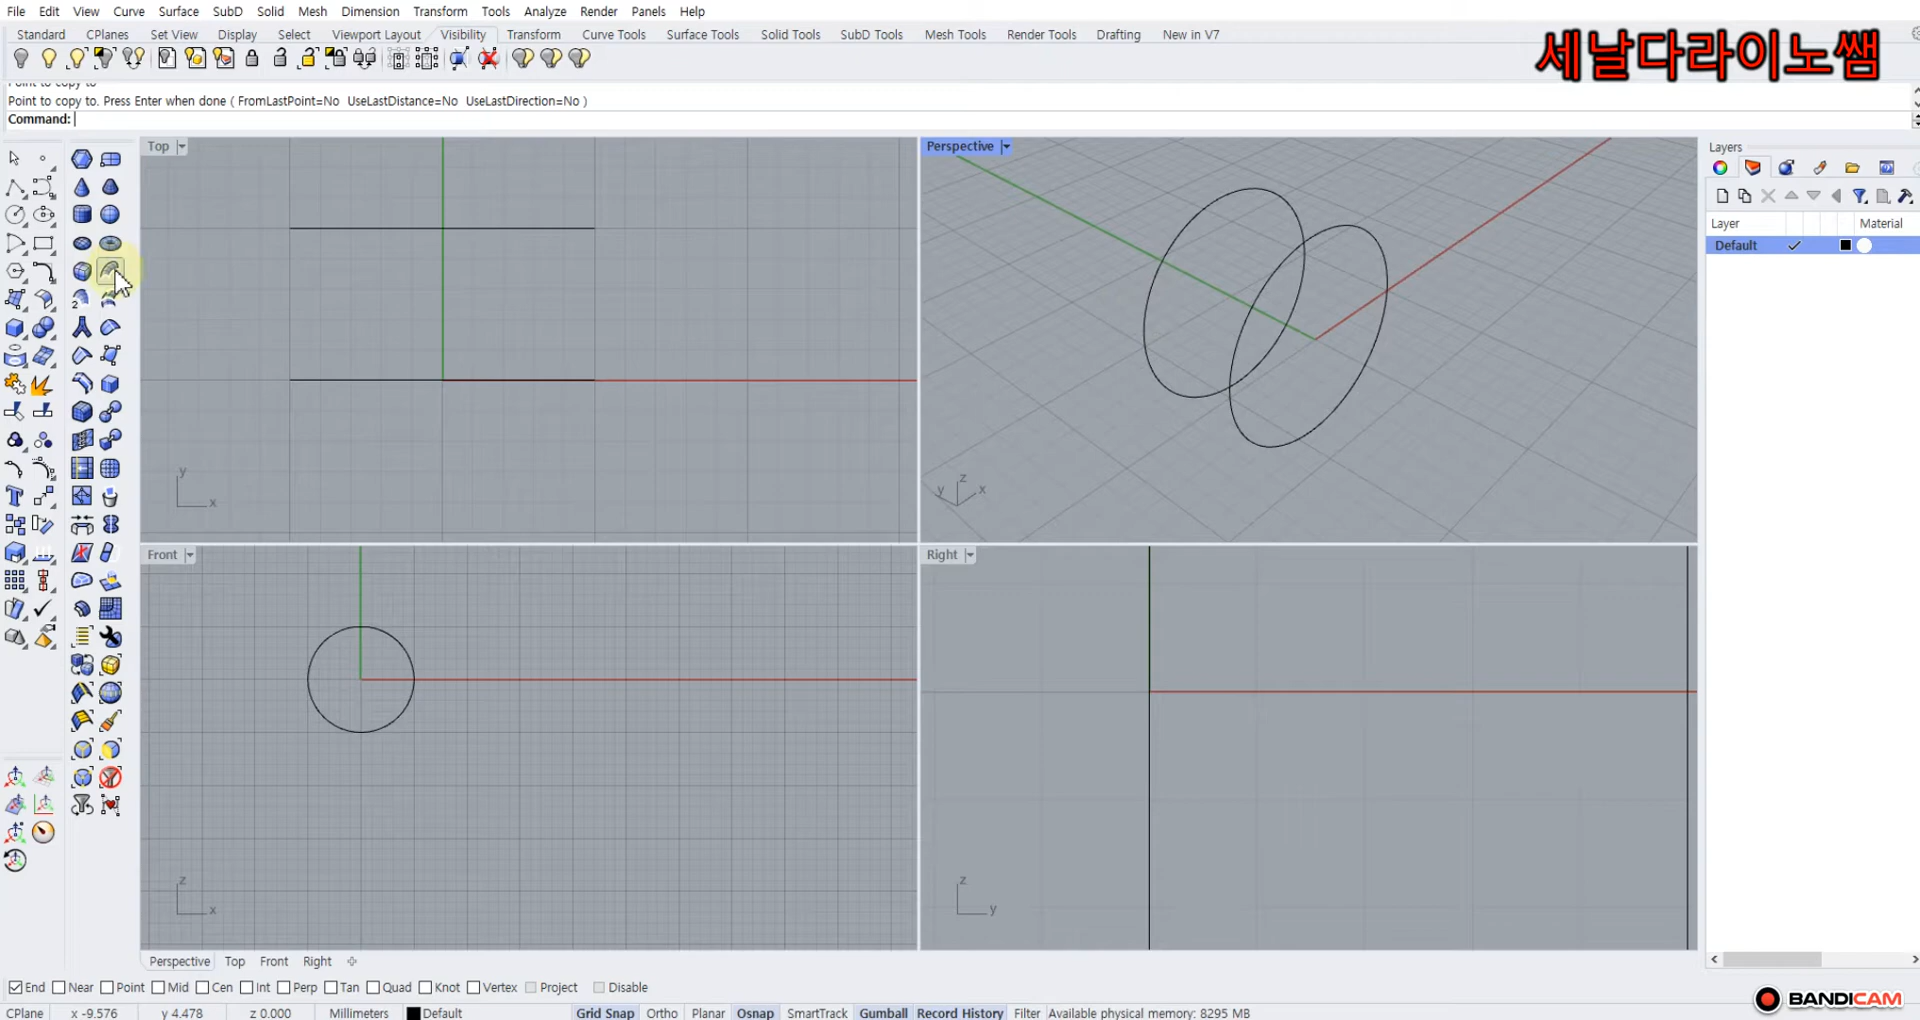 File Edit View Curve Surface SubD Solid Mesh Dimension Transform Tools Analyze Render Panels Help
Standard CPlanes Set View Display Select Viewport Layout Visibility Transform Curve Tools Surface Tools Solid Tools SubD Tools Mesh Tools Render Tools Drafting New in V7
세날다라이노쌤
Point to copy to
Point to copy to. Press Enter when done ( FromLastPoint=No UseLastDistance=No UseLastDirection=No )
Command:
Top
Perspective
Layers
Layer Material
Default
2
y
x
z
y x
Front
Right
z
x
z
y
Perspective Top Front Right
End Near Point Mid Cen Int Perp Tan Quad Knot Vertex Project Disable
BANDICAM
CPlane x -9.576 y 4.478 z 0.000 Millimeters Default Grid Snap Ortho Planar Osnap SmartTrack Gumball Record History Filter Available physical memory: 8295 MB